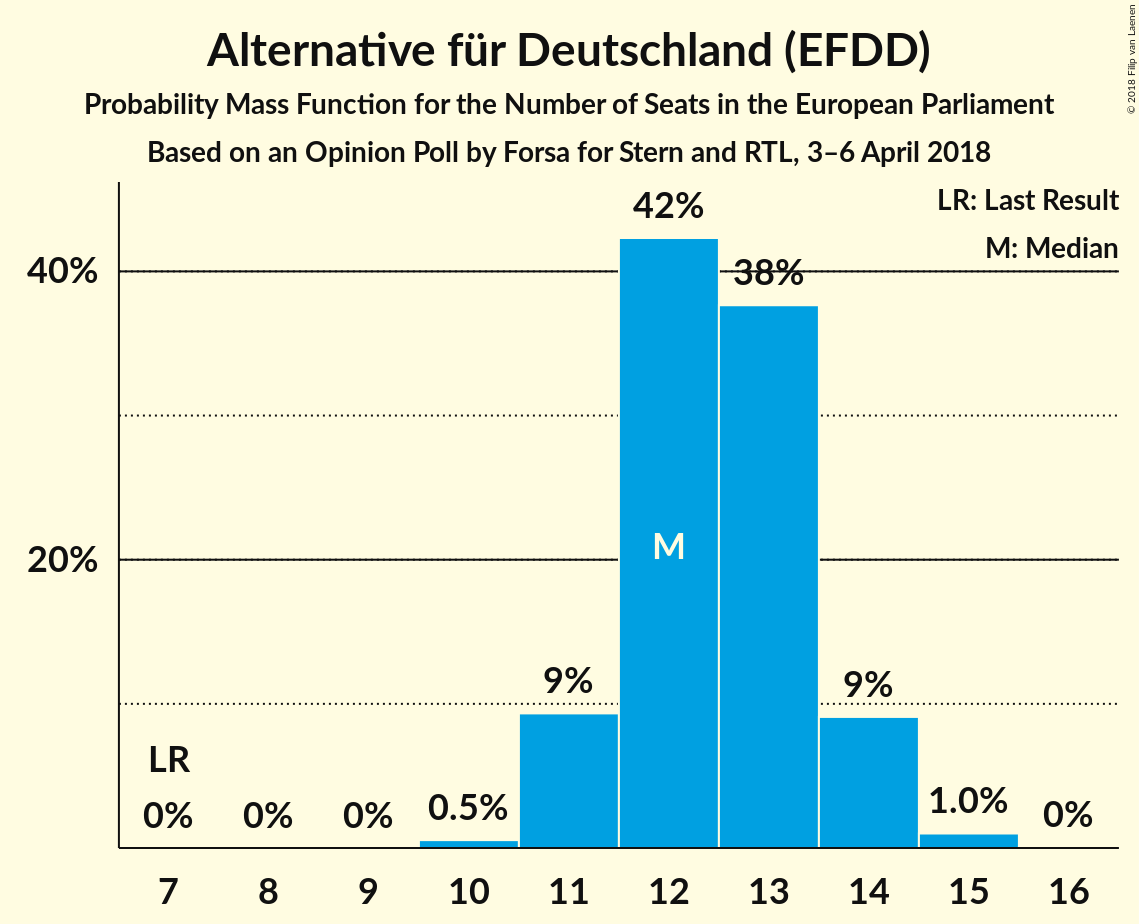 Alternative für Deutschland (EFDD)
Probability Mass Function for the Number of Seats in the European Parliament
Based on an Opinion Poll by Forsa for Stern and RTL, 3–6 April 2018
© 2018 Filip van Laenen
LR: Last Result
M: Median
40%
20%
42%
38%
M
9%
9%
LR
0%
0%
0%
0.5%
1.0%
0%
7
8
9
10
11
12
13
14
15
16